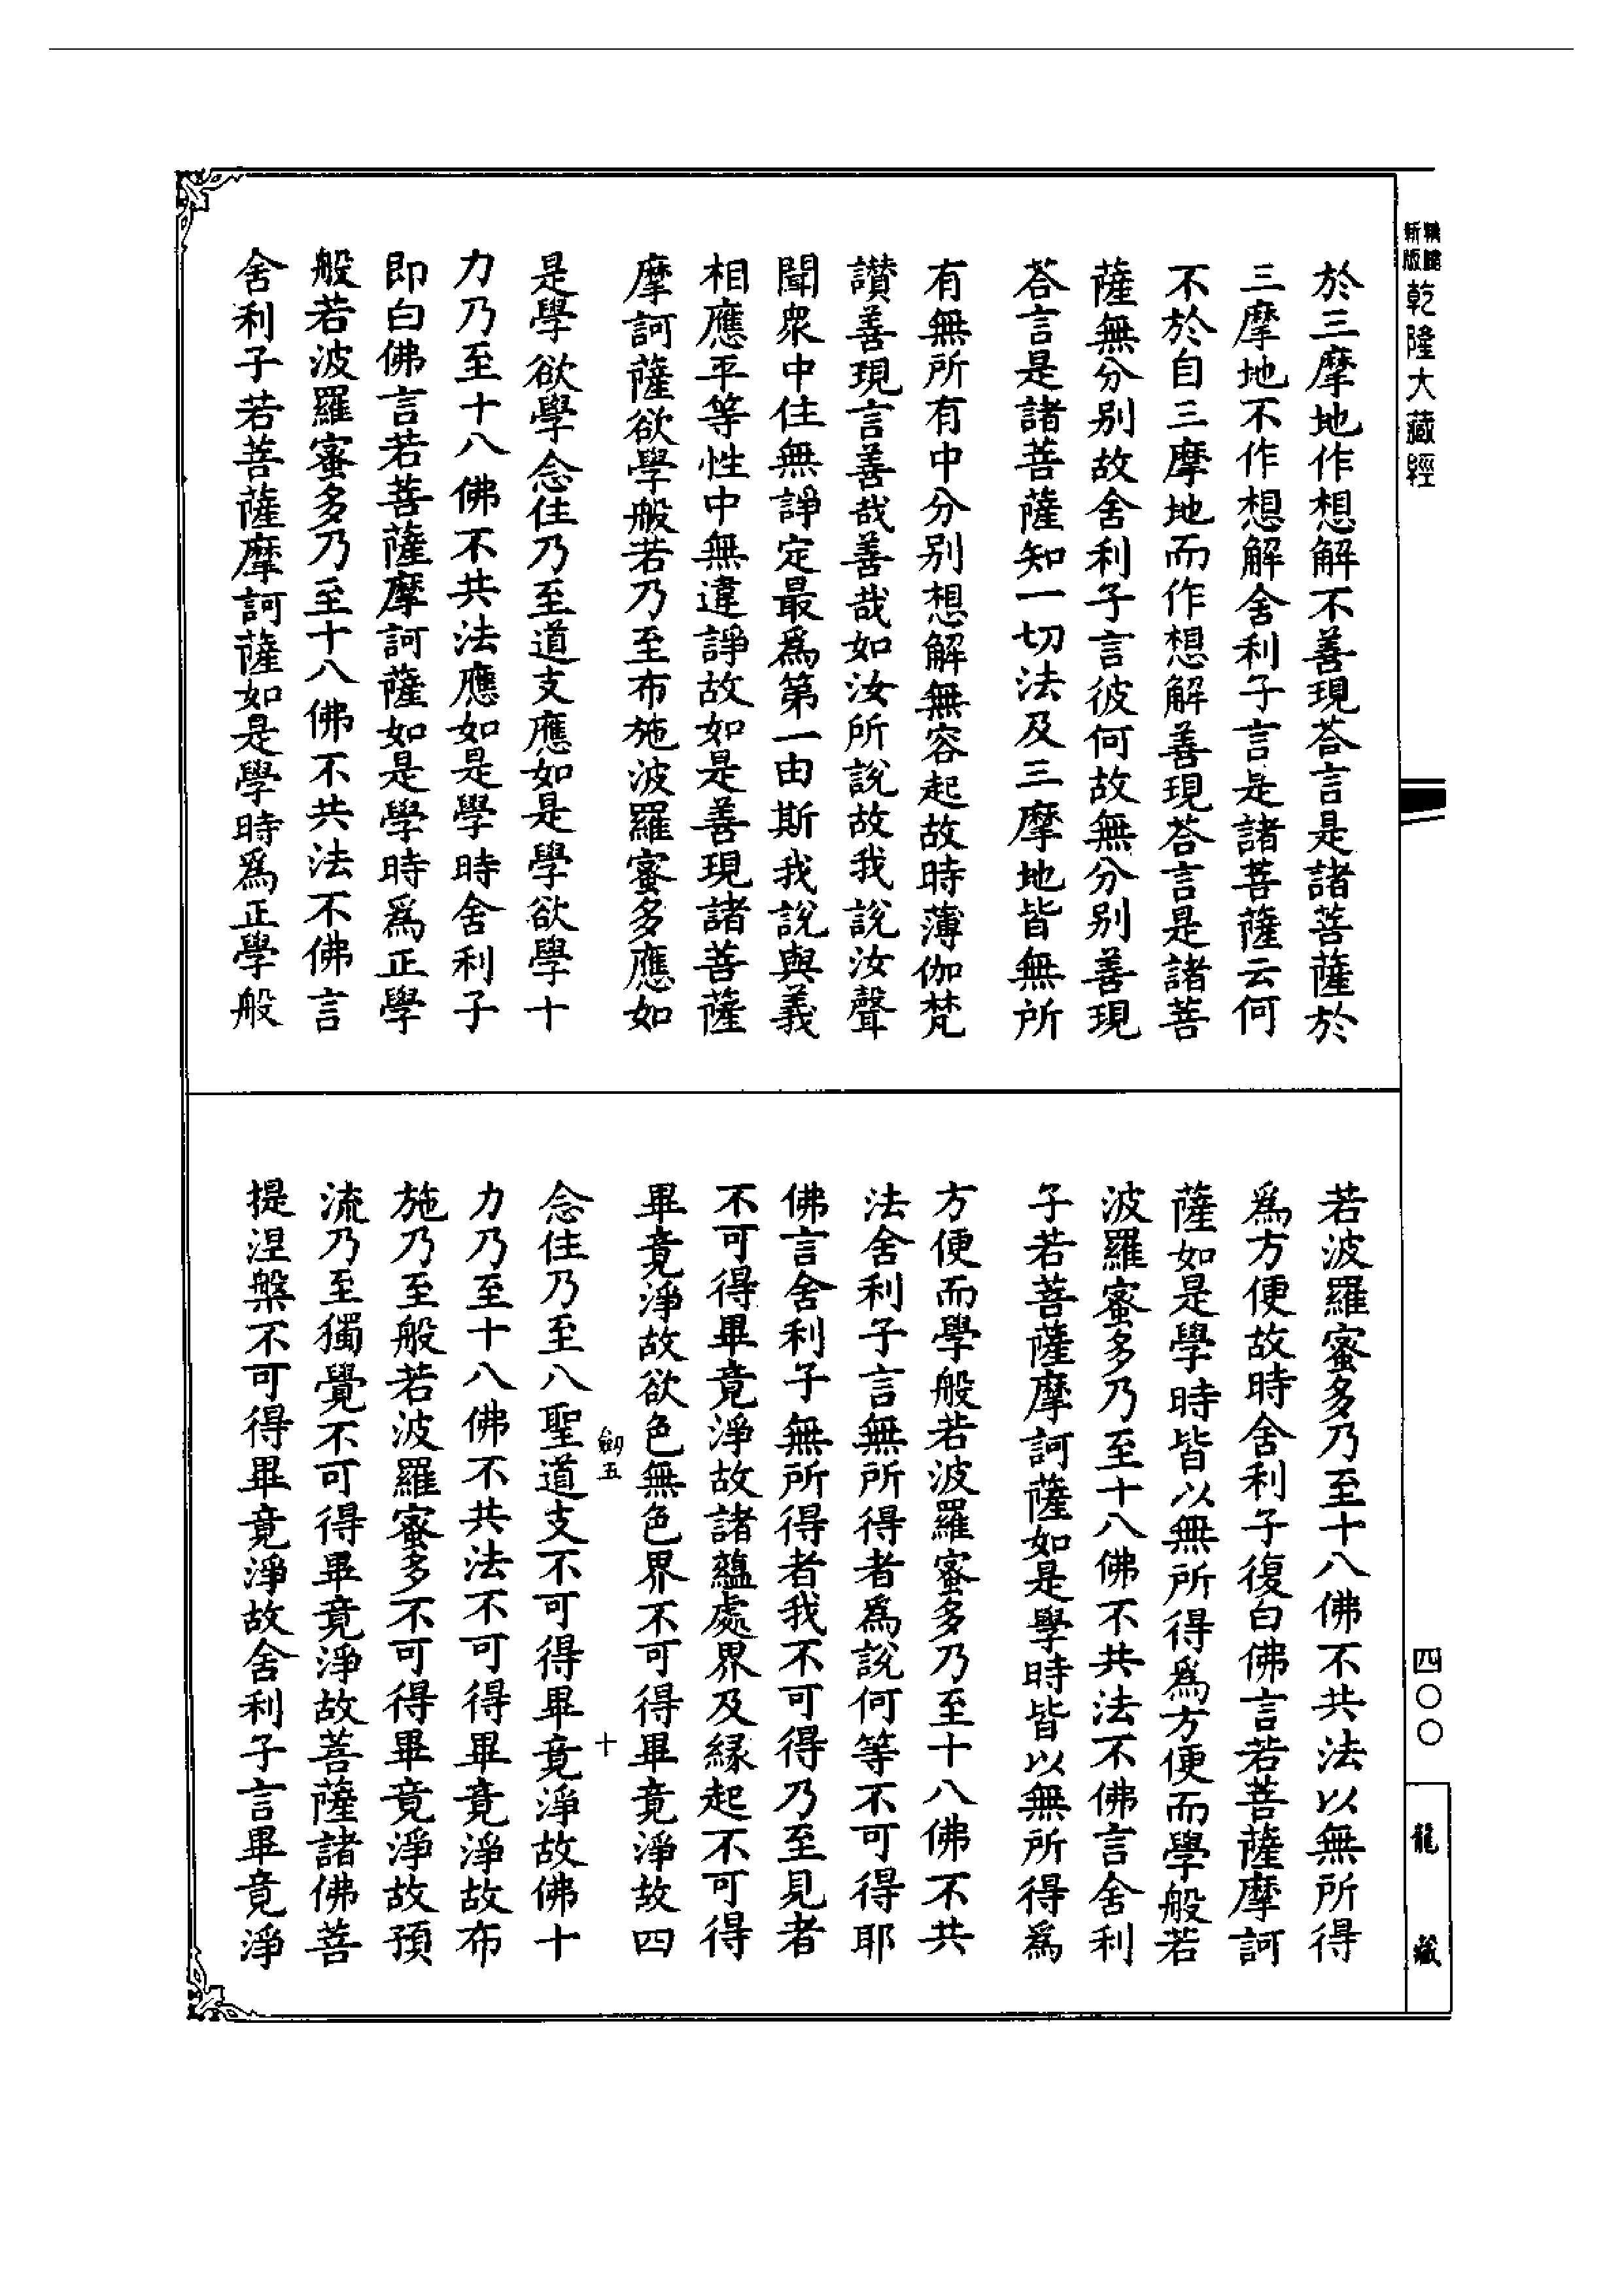 新版
乾隆大藏經
於三摩地作想解不善現荅言是諸菩薩於
三摩地不作想解舍利子言是諸菩薩云何
不於自三摩地而作想解善現荅言是諸菩
薩無分別故舍利子言彼何故無分別善現
荅言是諸菩薩知一切法及三摩地皆無所
有無所有中分別想解無容起故時薄伽梵
讚善現言善哉善哉如汝所說故我說汝聲
聞衆中住無諍定最爲第一由斯我說與義
相應平等性中無違諍故如是善現諸菩薩
摩訶薩欲學般若乃至布施波羅蜜多應如
是學欲學念住乃至道支應如是學欲學十
力乃至十八佛不共法應如是學時舍利子
即白佛言若菩薩摩訶薩如是學時爲正學
般若波羅蜜多乃至十八佛不共法不佛言
舍利子若菩薩摩訶薩如是學時爲正學般
若波羅蜜多乃至十八佛不共法以無所得
爲方便故時舍利子復白佛言若菩薩摩訶
薩如是學時皆以無所得爲方便而學般若
波羅蜜多乃至十八佛不共法不佛言舍利
子若菩薩摩訶薩如是學時皆以無所得爲
方便而學般若波羅蜜多乃至十八佛不共
法舍利子言無所得者爲說何等不可得耶
佛言舍利子無所得者我不可得乃至見者
不可得畢竟淨故諸蘊處界及緣起不可得
畢竟淨故欲色無色界不可得畢竟淨故四
劒五
十
念住乃至八聖道支不可得畢竟淨故佛十
力乃至十八佛不共法不可得畢竟淨故布
施乃至般若波羅蜜多不可得畢竟淨故預
流乃至獨覺不可得畢竟淨故菩薩諸佛菩
提涅槃不可得畢竟淨故舍利子言畢竟淨
四〇〇
龍藏